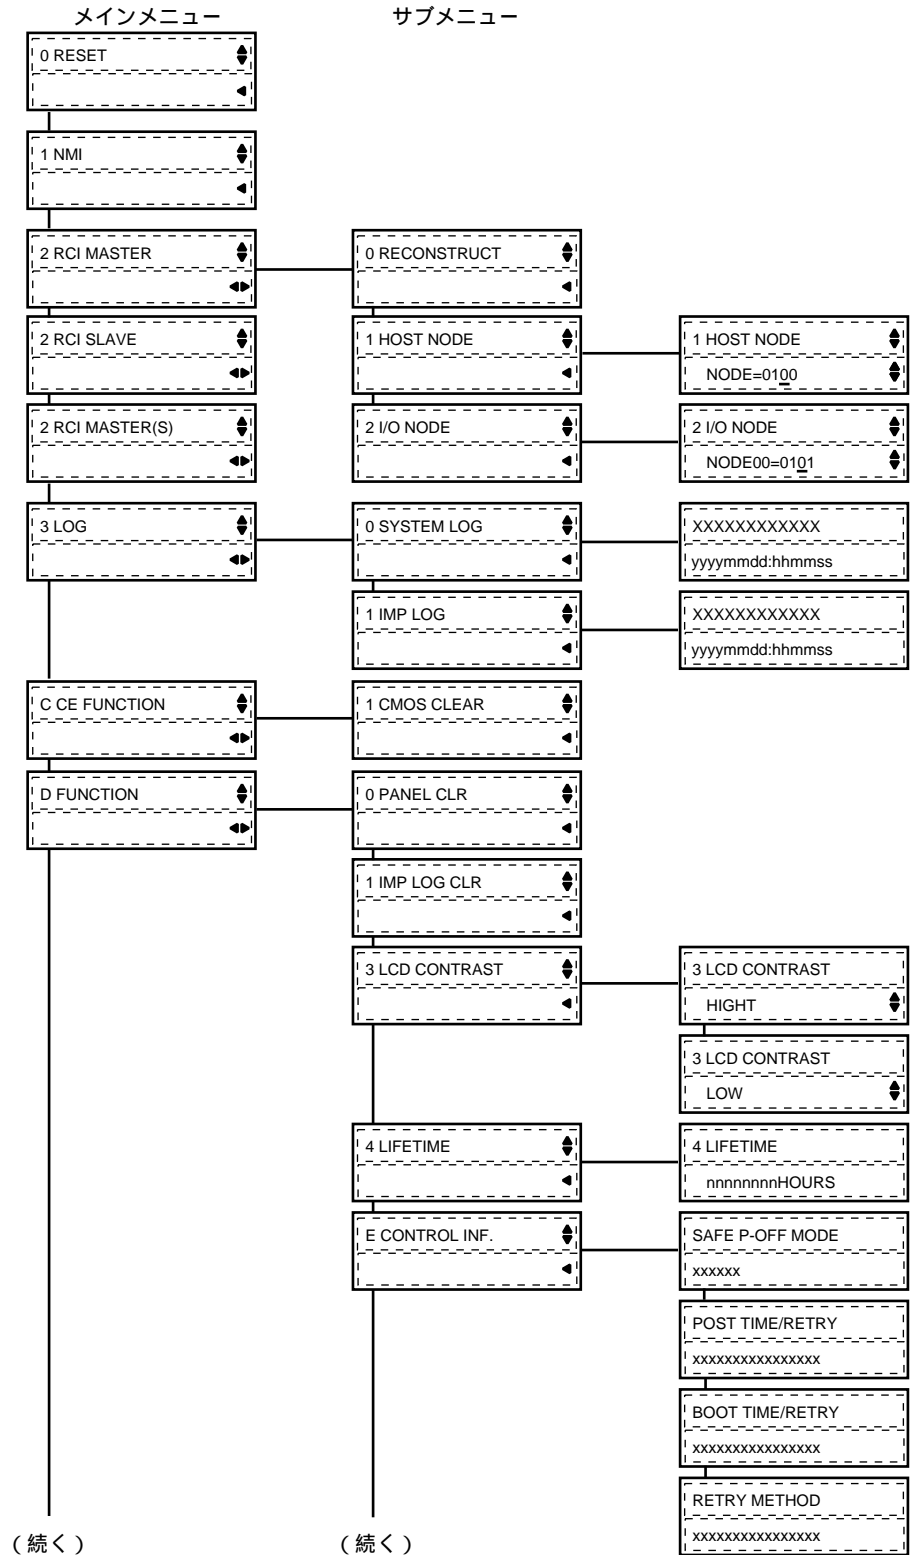 メインメニュー
サブメニュー
0 RESET
1 NMI
2 RCI MASTER
0 RECONSTRUCT
2 RCI SLAVE
1 HOST NODE
1 HOST NODE
NODE=0100
2 RCI MASTER(S)
2 I/O NODE
2 I/O NODE
NODE00=0101
3 LOG
0 SYSTEM LOG
XXXXXXXXXXXX
yyyymmdd:hhmmss
1 IMP LOG
XXXXXXXXXXXX
yyyymmdd:hhmmss
C CE FUNCTION
1 CMOS CLEAR
D FUNCTION
0 PANEL CLR
1 IMP LOG CLR
3 LCD CONTRAST
3 LCD CONTRAST
HIGHT
3 LCD CONTRAST
LOW
4 LIFETIME
4 LIFETIME
nnnnnnnnHOURS
E CONTROL INF.
SAFE P-OFF MODE
xxxxxx
POST TIME/RETRY
xxxxxxxxxxxxxxxx
BOOT TIME/RETRY
xxxxxxxxxxxxxxxx
RETRY METHOD
xxxxxxxxxxxxxxxx
（続く）
（続く）